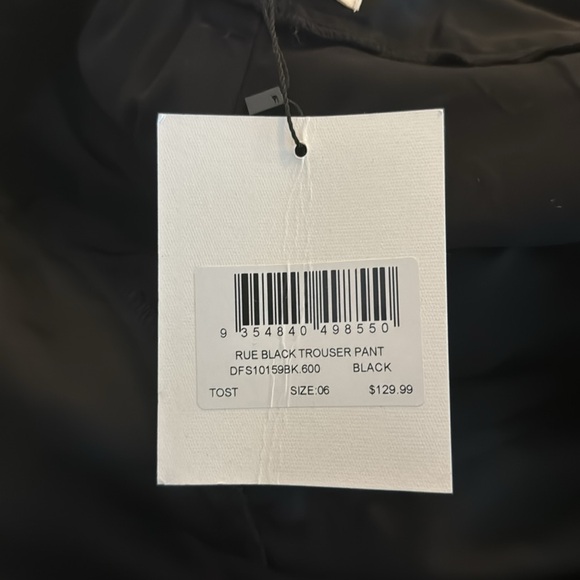 9 354840 498550
RUE BLACK TROUSER PANT
DFS10159BK.600 BLACK
TOST SIZE:06 $129.99